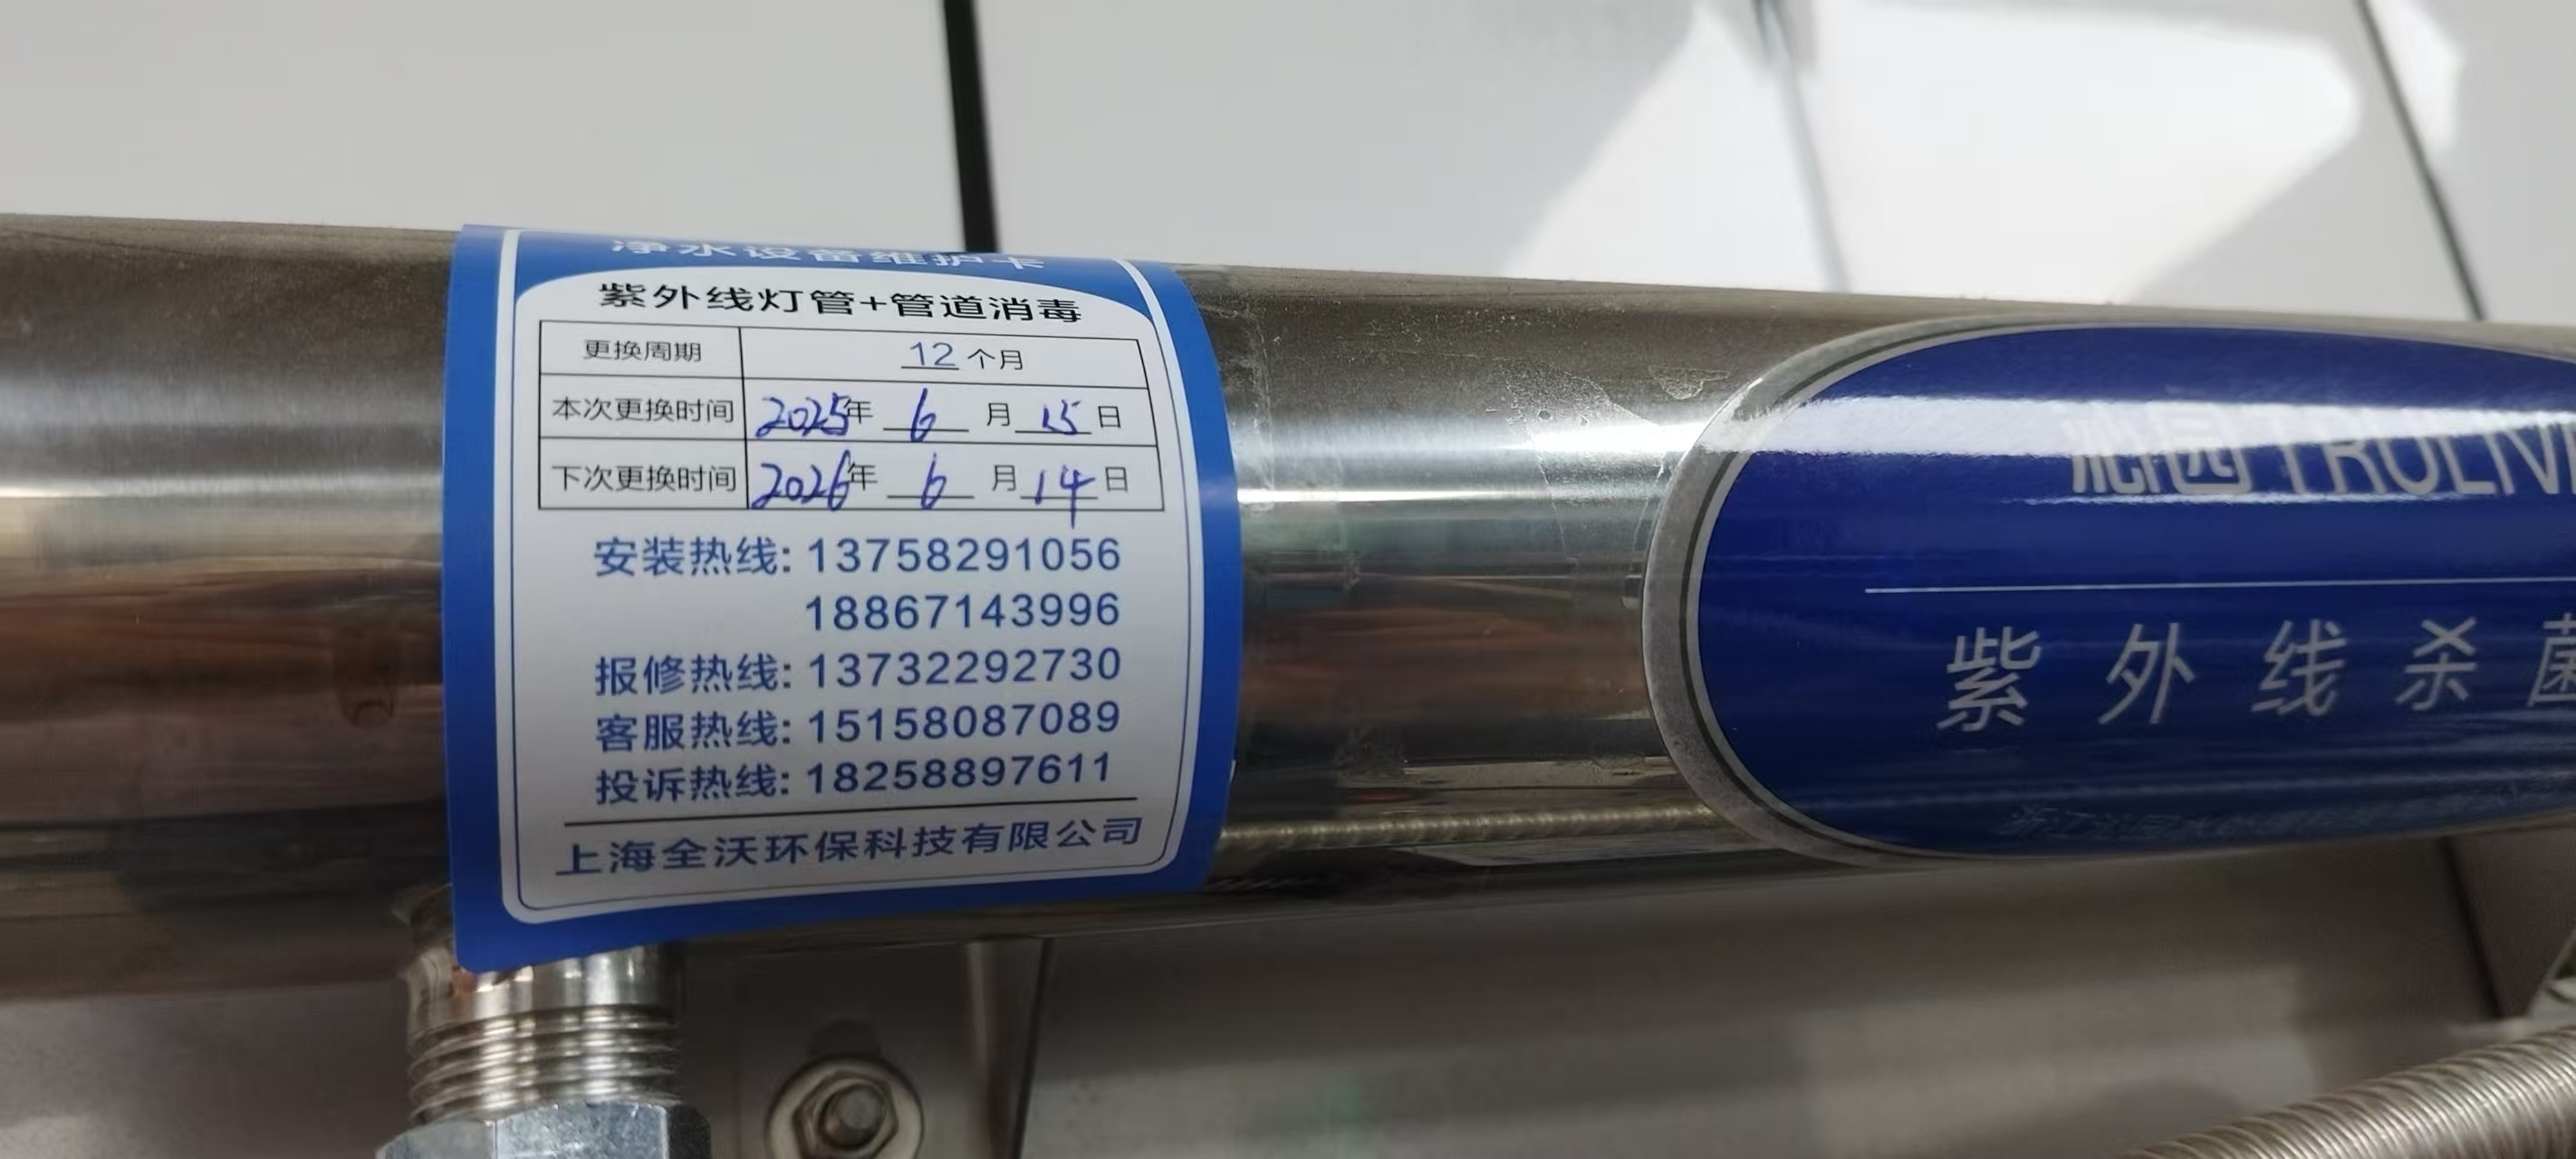 净水设备维护卡
紫外线灯管+管道消毒
更换周期 12 个月
本次更换时间 2025年 6 月 15 日
下次更换时间 2026年 6 月 14 日
安装热线: 13758291056
18867143996
报修热线: 13732292730
客服热线: 15158087089
投诉热线: 18258897611
上海全沃环保科技有限公司
沁园 TROLIV
紫外线杀菌